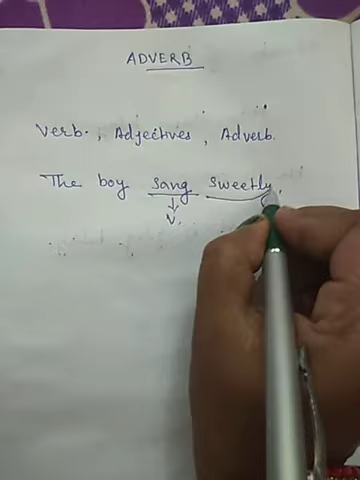 ADVERB
Verb. , Adjectives , Adverb.
The boy sang sweetly.
V.